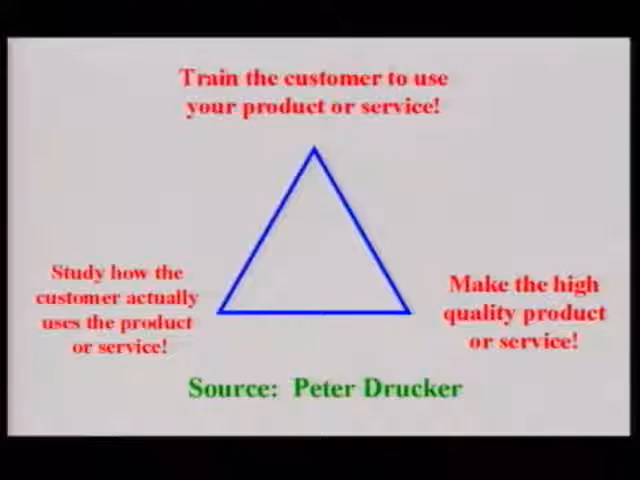 Train the customer to use
your product or service!
Study how the
customer actually
uses the product
or service!
Make the high
quality product
or service!
Source: Peter Drucker